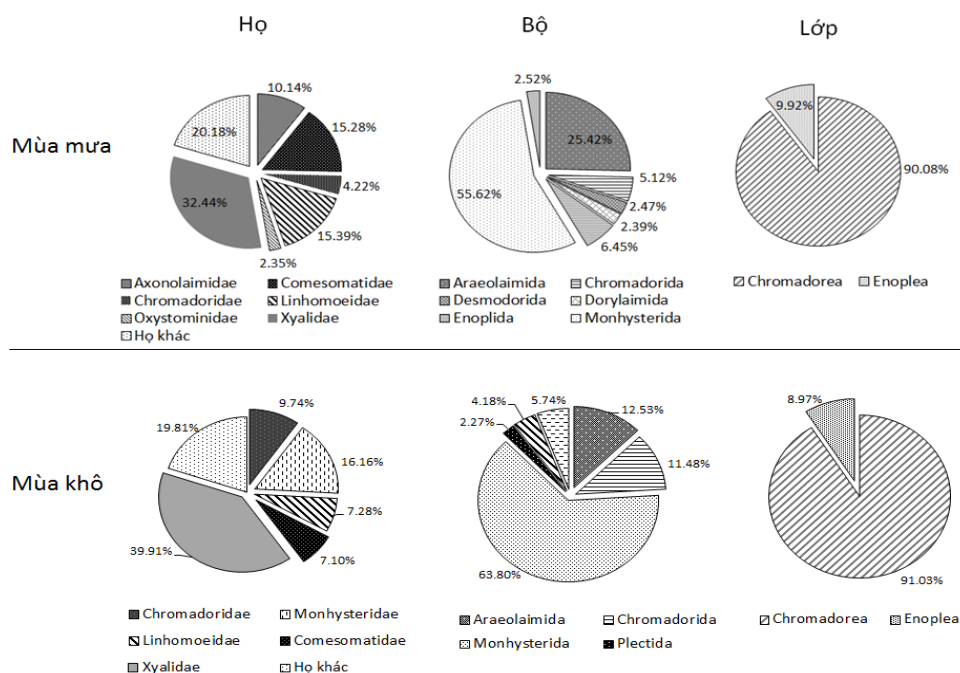 Họ
Bộ
Lớp
Mùa mưa
10.14%
15.28%
4.22%
15.39%
2.35%
32.44%
20.18%
Axonolaimidae
Comesomatidae
Chromadoridae
Linhomoeidae
Oxystominidae
Xyalidae
Họ khác
2.52%
25.42%
5.12%
2.47%
2.39%
6.45%
55.62%
Araeolaimida
Chromadorida
Desmodorida
Dorylaimida
Enoplida
Monhysterida
9.92%
90.08%
Chromadorea
Enoplea
Mùa khô
9.74%
16.16%
7.28%
7.10%
39.91%
19.81%
Chromadoridae
Monhysteridae
Linhomoeidae
Comesomatidae
Xyalidae
Họ khác
4.18%
5.74%
2.27%
12.53%
11.48%
63.80%
Araeolaimida
Chromadorida
Monhysterida
Plectida
8.97%
91.03%
Chromadorea
Enoplea